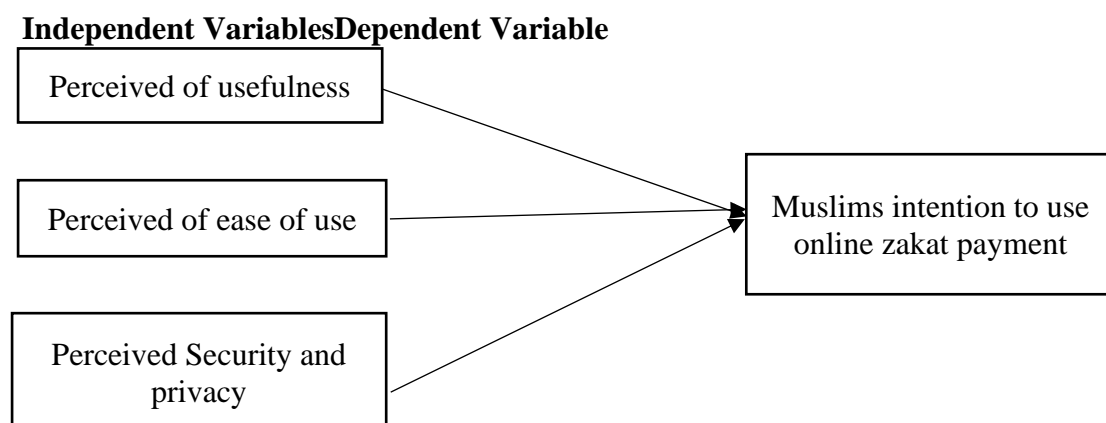 Independent VariablesDependent Variable
Perceived of usefulness
Perceived of ease of use
Muslims intention to use
online zakat payment
Perceived Security and
privacy